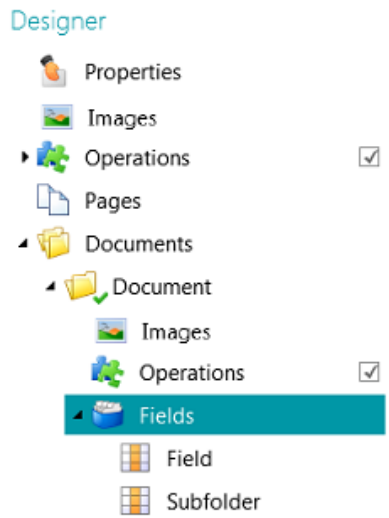 Designer
Properties
Images
Operations
Pages
Documents
Document
Images
Operations
Fields
Field
Subfolder